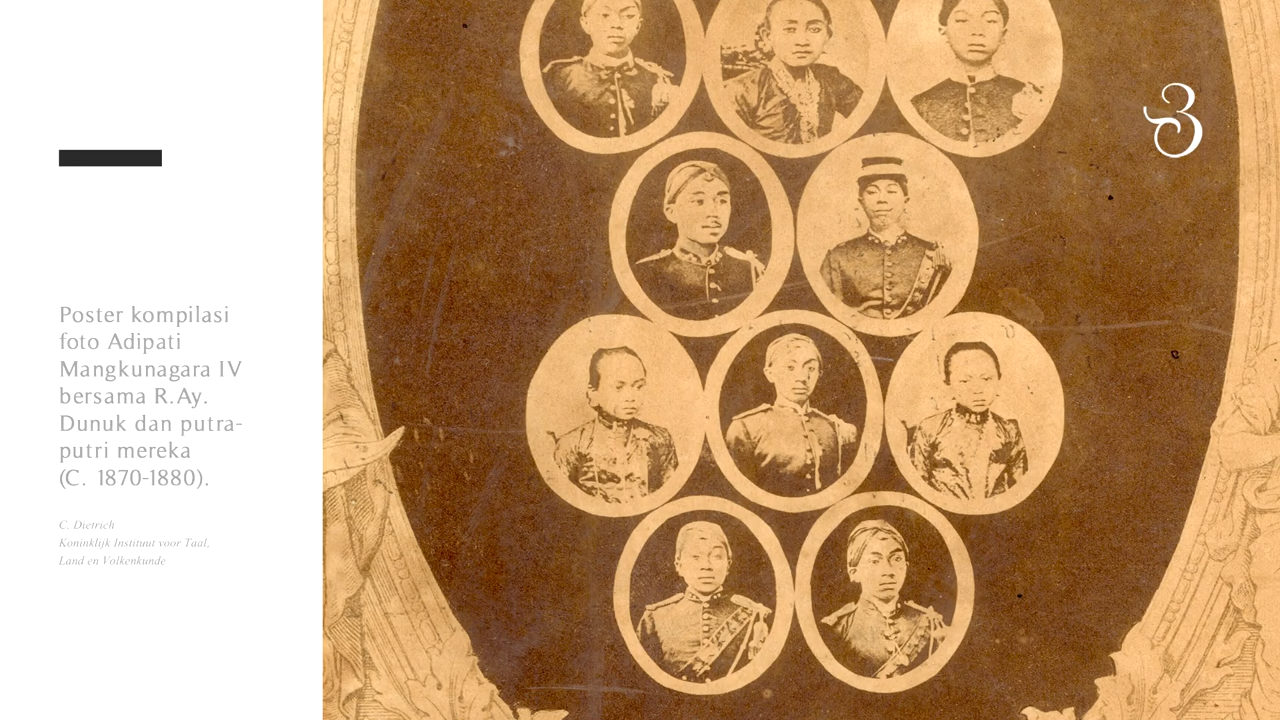 Poster kompilasi
foto Adipati
Mangkunagara IV
bersama R.Ay.
Dunuk dan putra-
putri mereka
(C. 1870-1880).
C. Dietrich
Koninklijk Instituut voor Taal,
Land en Volkenkunde